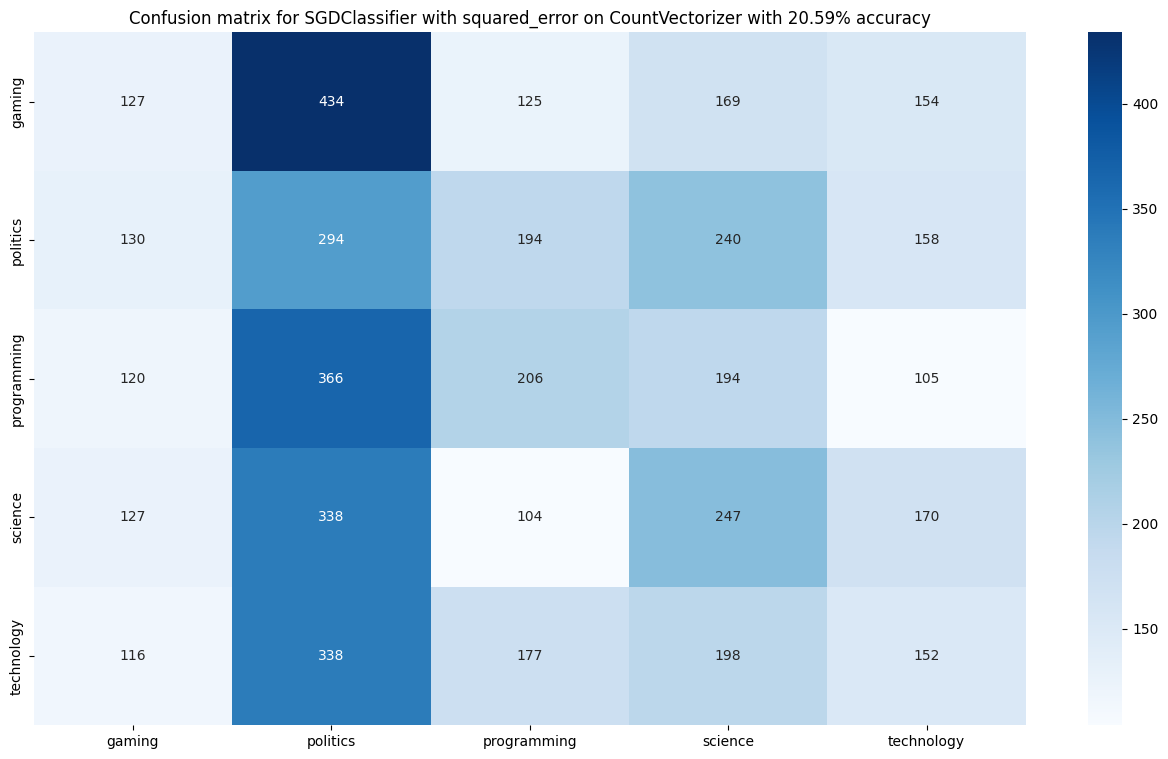 Confusion matrix for SGDClassifier with squared_error on CountVectorizer with 20.59% accuracy
gaming 127 434 125 169 154
politics 130 294 194 240 158
programming 120 366 206 194 105
science 127 338 104 247 170
technology 116 338 177 198 152
gaming politics programming science technology
400
350
300
250
200
150